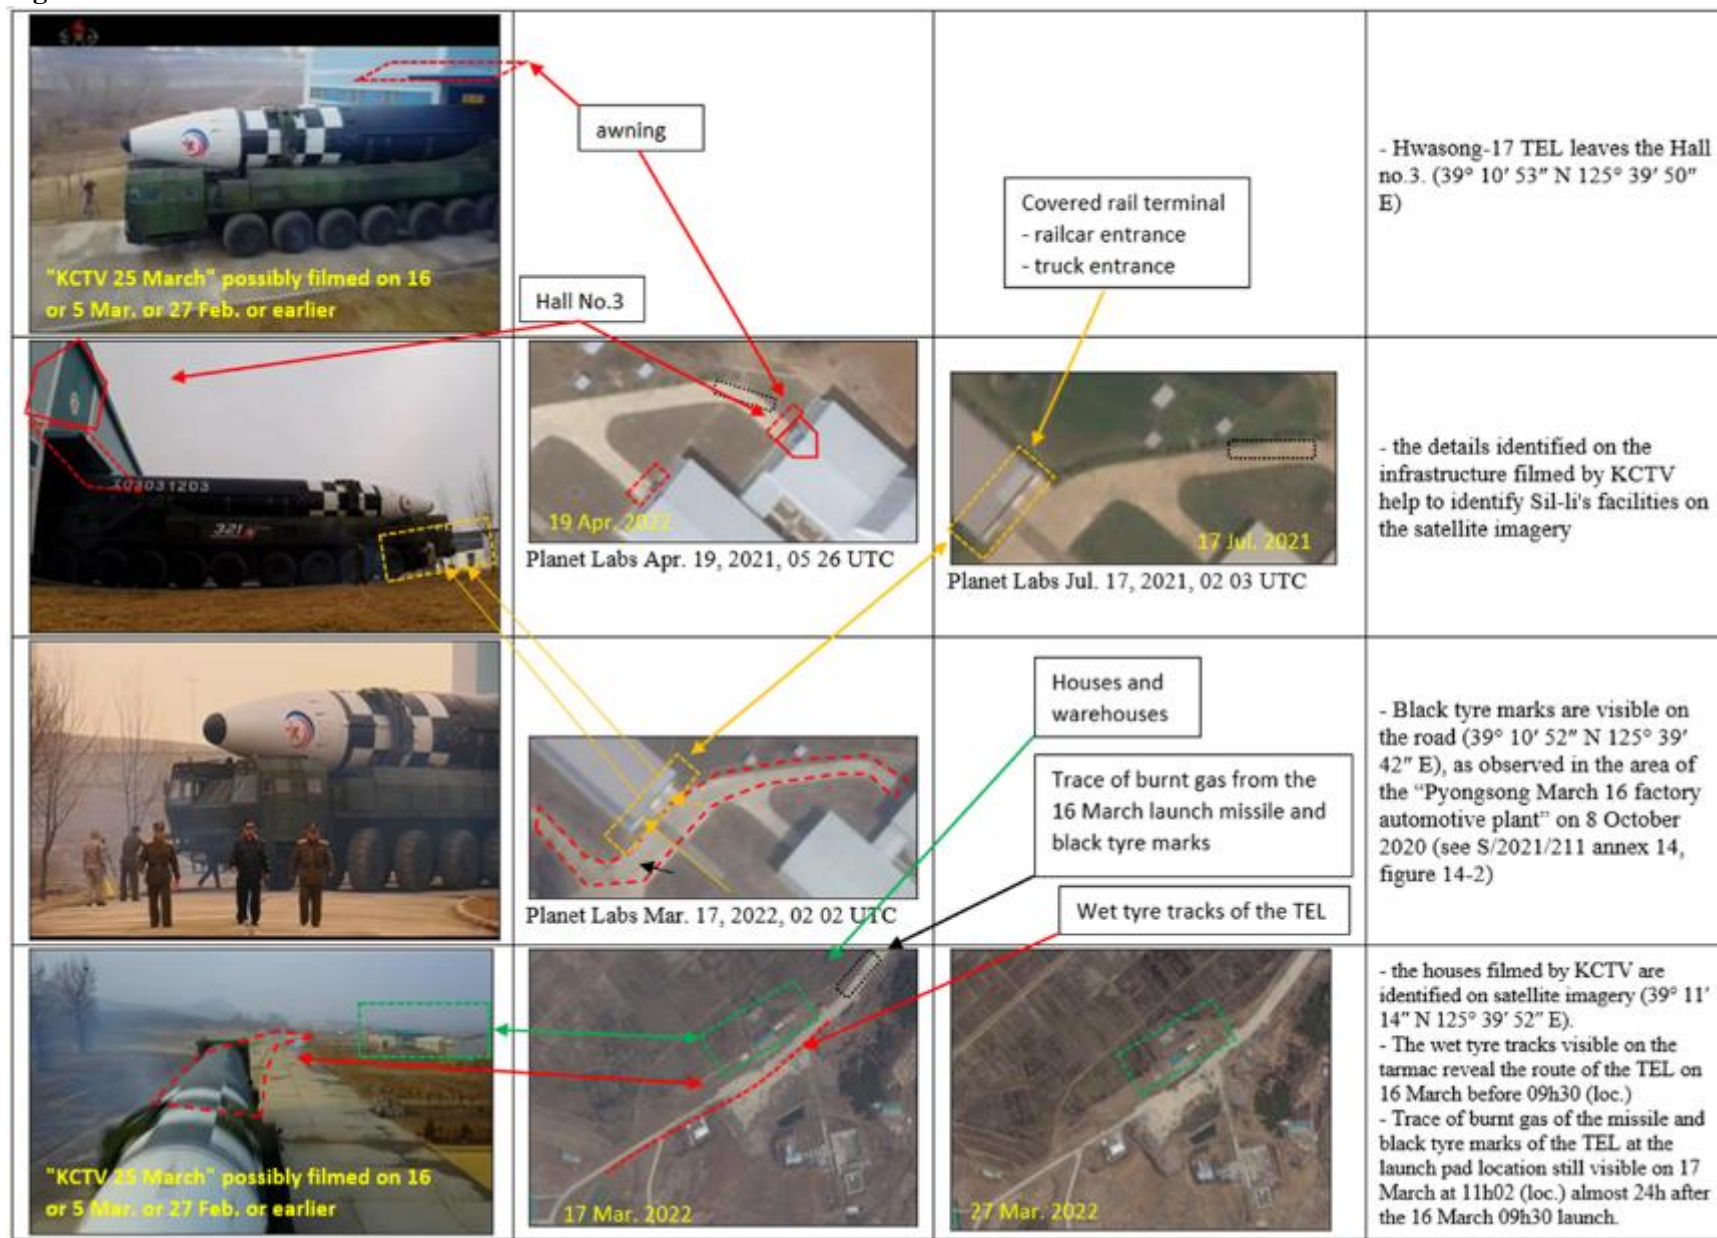 awning
- Hwasong-17 TEL leaves the Hall
no.3. (39° 10′ 53″ N 125° 39′ 50″
E)
Covered rail terminal
- railcar entrance
- truck entrance
"KCTV 25 March" possibly filmed on 16
or 5 Mar. or 27 Feb. or earlier
Hall No.3
X03031203
321
19 Apr. 2022
Planet Labs Apr. 19, 2021, 05 26 UTC
17 Jul. 2021
Planet Labs Jul. 17, 2021, 02 03 UTC
- the details identified on the
infrastructure filmed by KCTV
help to identify Sil-li's facilities on
the satellite imagery
Houses and
warehouses
Trace of burnt gas from the
16 March launch missile and
black tyre marks
Planet Labs Mar. 17, 2022, 02 02 UTC
Wet tyre tracks of the TEL
- Black tyre marks are visible on
the road (39° 10′ 52″ N 125° 39′
42″ E), as observed in the area of
the “Pyongsong March 16 factory
automotive plant” on 8 October
2020 (see S/2021/211 annex 14,
figure 14-2)
"KCTV 25 March" possibly filmed on 16
or 5 Mar. or 27 Feb. or earlier
17 Mar. 2022
27 Mar. 2022
- the houses filmed by KCTV are
identified on satellite imagery (39° 11′
14″ N 125° 39′ 52″ E).
- The wet tyre tracks visible on the
tarmac reveal the route of the TEL on
16 March before 09h30 (loc.)
- Trace of burnt gas of the missile and
black tyre marks of the TEL at the
launch pad location still visible on 17
March at 11h02 (loc.) almost 24h after
the 16 March 09h30 launch.